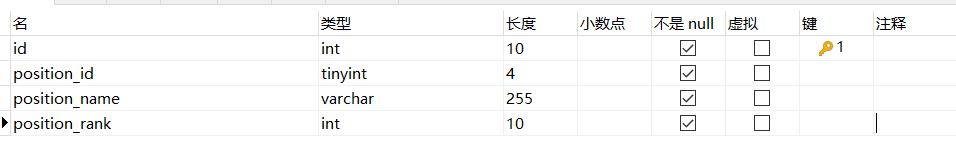 名 类型 长度 小数点 不是 null 虚拟 键 注释
id int 10 1
position_id tinyint 4
position_name varchar 255
position_rank int 10